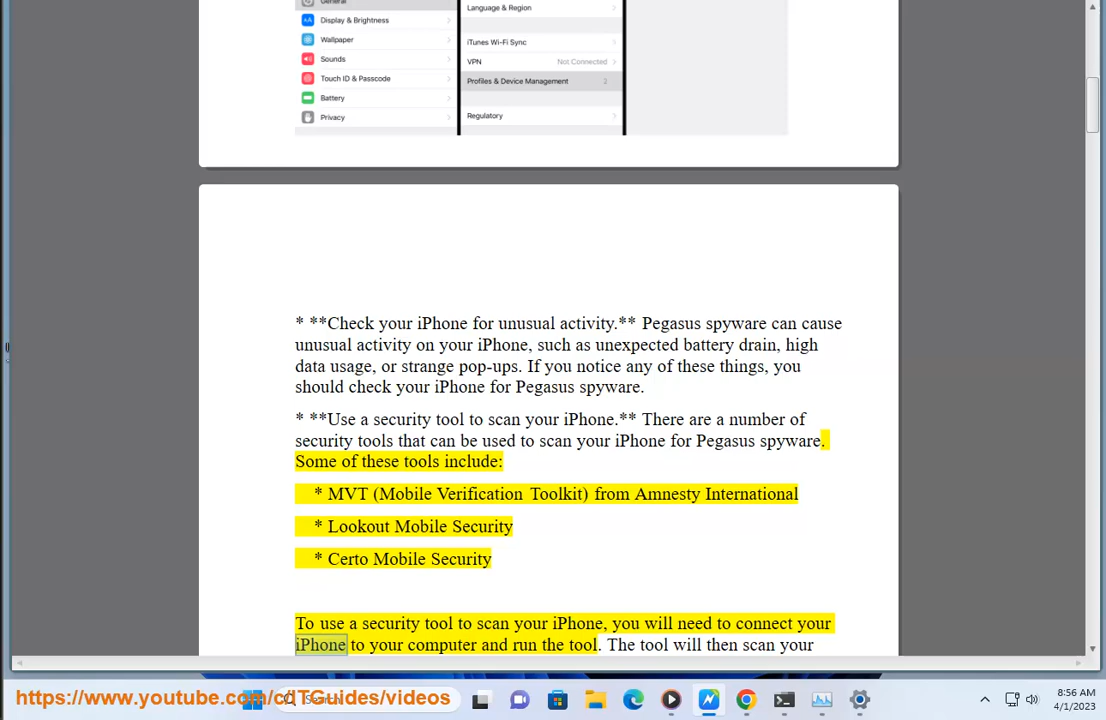 General
Language & Region
Display & Brightness
Wallpaper
iTunes Wi-Fi Sync
Sounds
VPN Not Connected
Touch ID & Passcode
Profiles & Device Management 2
Battery
Privacy
Regulatory
* **Check your iPhone for unusual activity.** Pegasus spyware can cause
unusual activity on your iPhone, such as unexpected battery drain, high
data usage, or strange pop-ups. If you notice any of these things, you
should check your iPhone for Pegasus spyware.
* **Use a security tool to scan your iPhone.** There are a number of
security tools that can be used to scan your iPhone for Pegasus spyware.
Some of these tools include:
* MVT (Mobile Verification Toolkit) from Amnesty International
* Lookout Mobile Security
* Certo Mobile Security
To use a security tool to scan your iPhone, you will need to connect your
iPhone to your computer and run the tool. The tool will then scan your
https://www.youtube.com/cdTGuides/videos
8:56 AM
4/1/2023